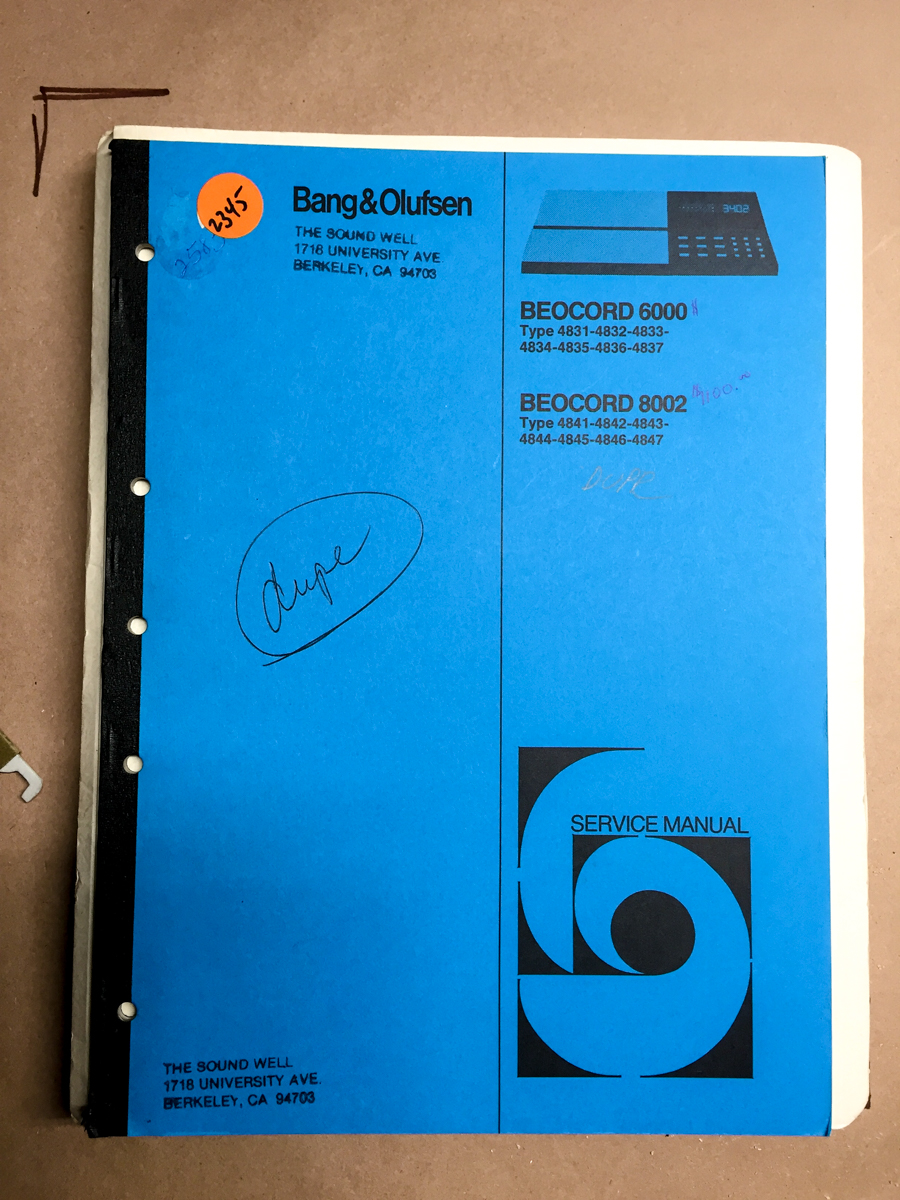 2345
Bang&Olufsen
THE SOUND WELL
1718 UNIVERSITY AVE
BERKELEY, CA 94703
3402
BEOCORD 6000
Type 4831-4832-4833-
4834-4835-4836-4837
BEOCORD 8002
Type 4841-4842-4843-
4844-4845-4846-4847
dupe
SERVICE MANUAL
THE SOUND WELL
1718 UNIVERSITY AVE.
BERKELEY, CA 94703